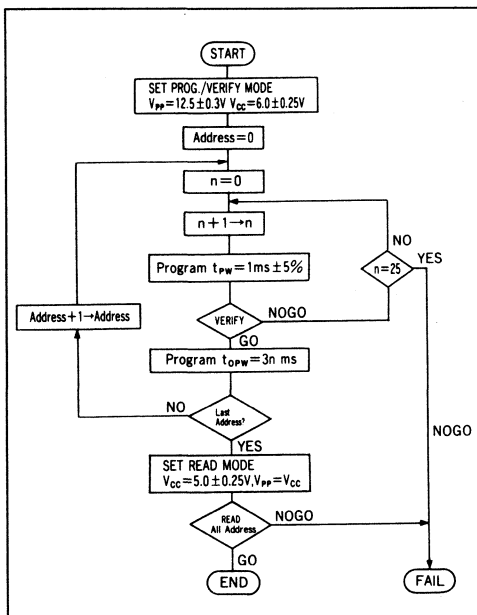 START
SET PROG./VERIFY MODE
VPP=12.5±0.3V VCC=6.0±0.25V
Address=0
n=0
n+1→n
NO
YES
Program tPW=1ms±5%
n=25
Address+1→Address
VERIFY
NOGO
GO
Program tOPW=3n ms
NO
Last
Address?
NOGO
YES
SET READ MODE
VCC=5.0±0.25V,VPP=VCC
READ
All Address
NOGO
GO
END
FAIL